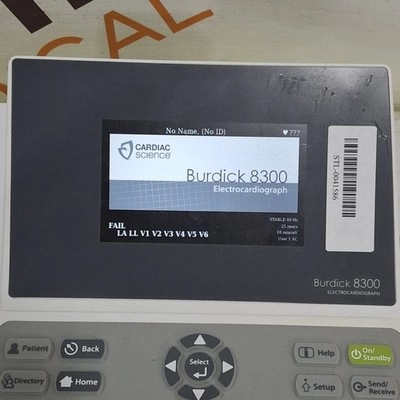 CAL
No Name, (No ID)
♥ ???
CARDIAC
science
Burdick 8300
Electrocardiograph
FAIL
LA LL V1 V2 V3 V4 V5 V6
STABLE 40 Hz
25 mm/s
10 mm/mV
User 1 AC
STL-0041586
Burdick 8300
ELECTROCARDIOGRAPH
Patient
Back
Select
Help
On/
Standby
Directory
Home
Setup
Send/
Receive